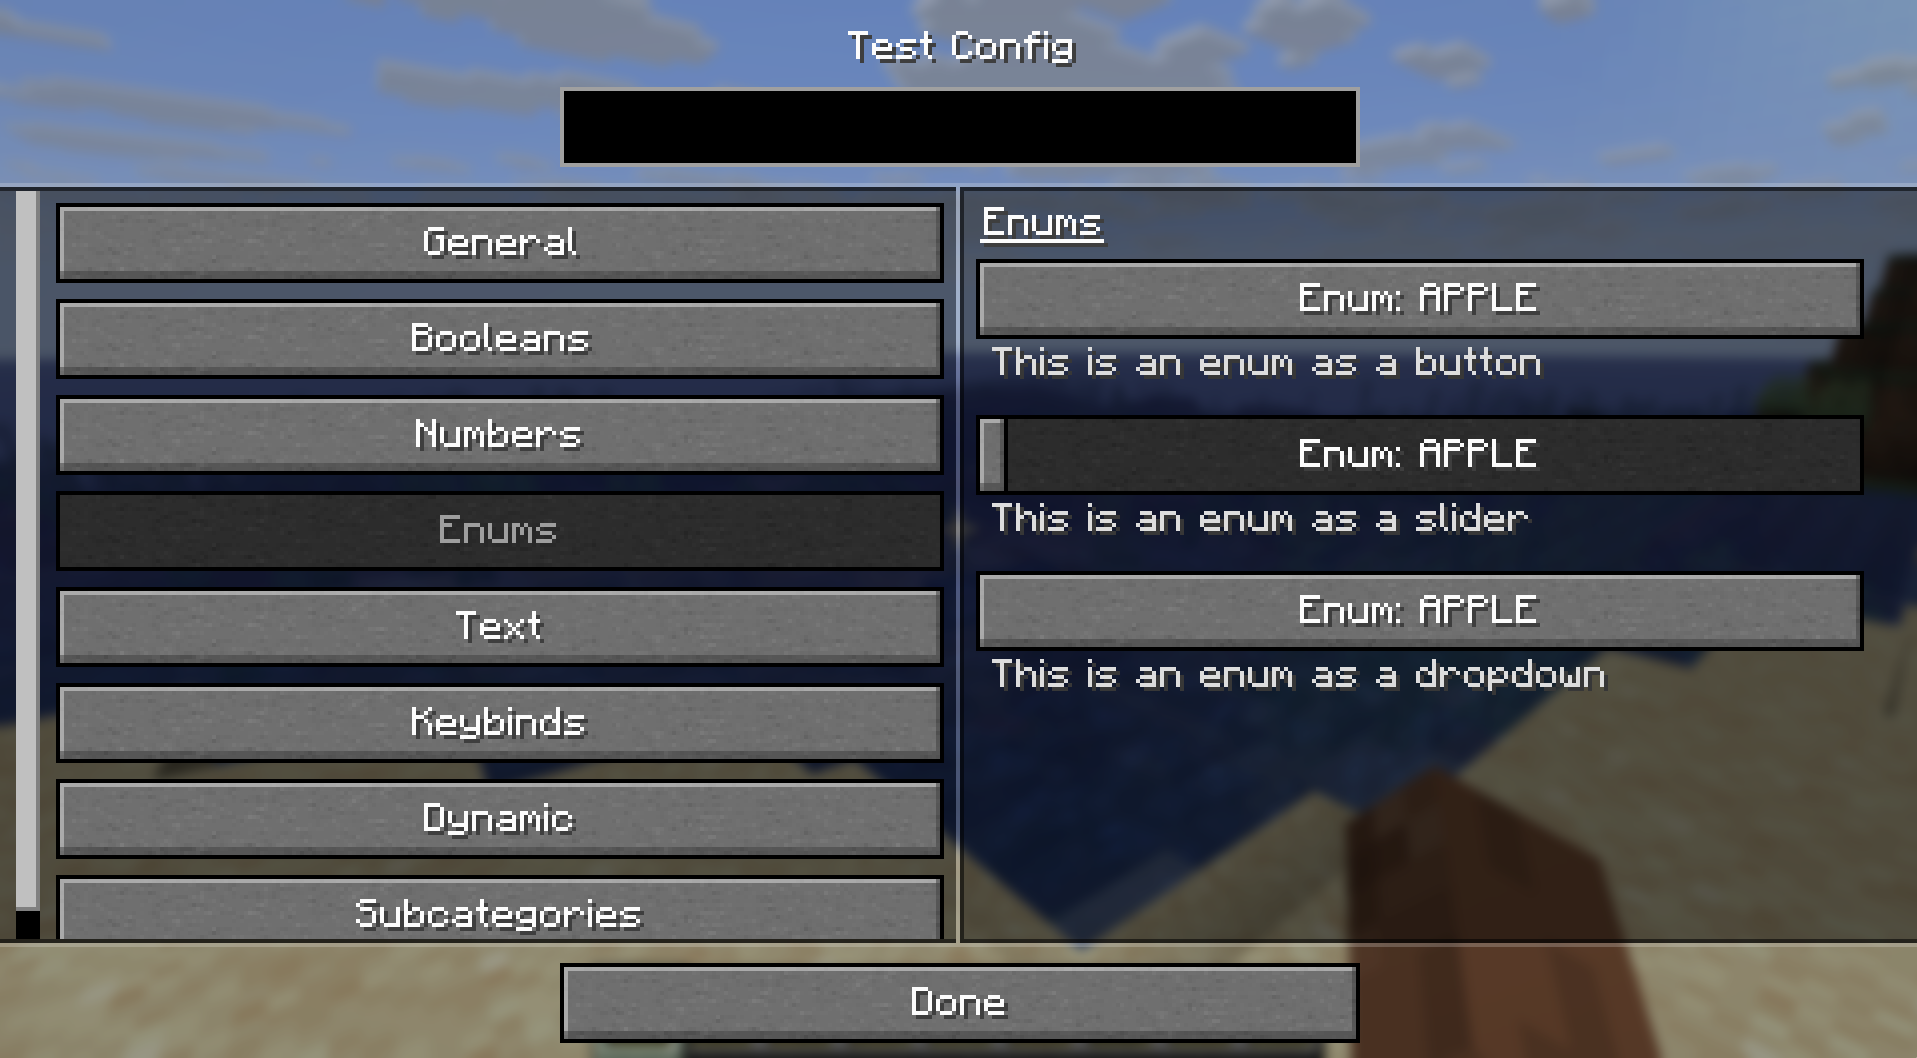 Test Config
General
Booleans
Numbers
Enums
Text
Keybinds
Dynamic
Subcategories
Enums
Enum: APPLE
This is an enum as a button
Enum: APPLE
This is an enum as a slider
Enum: APPLE
This is an enum as a dropdown
Done